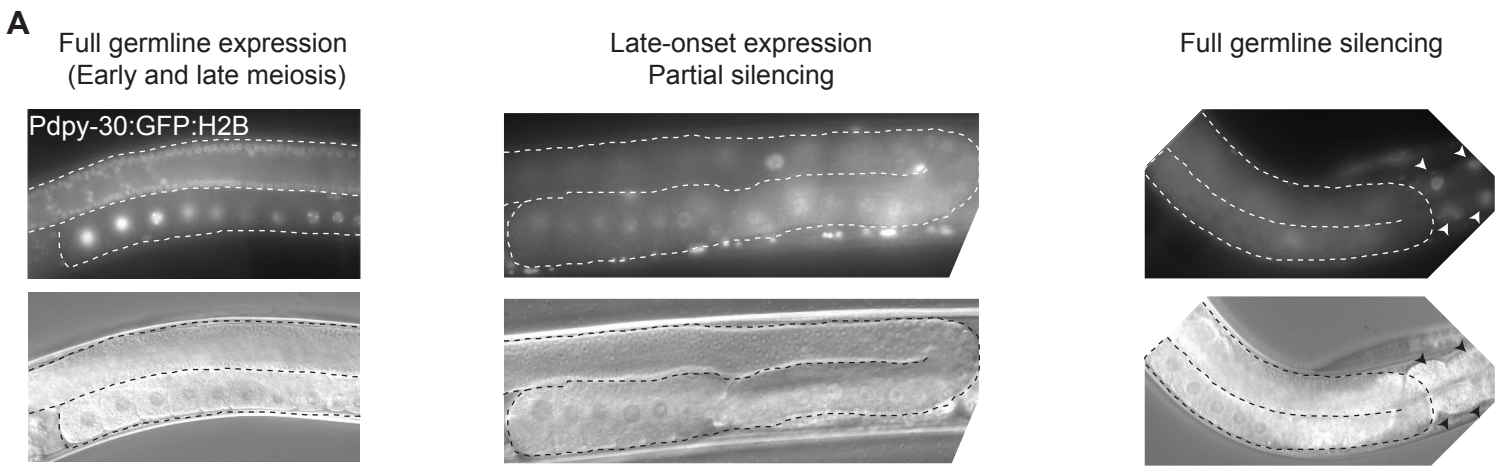 A
Full germline expression
(Early and late meiosis)
Late-onset expression
Partial silencing
Full germline silencing
Pdpy-30:GFP:H2B